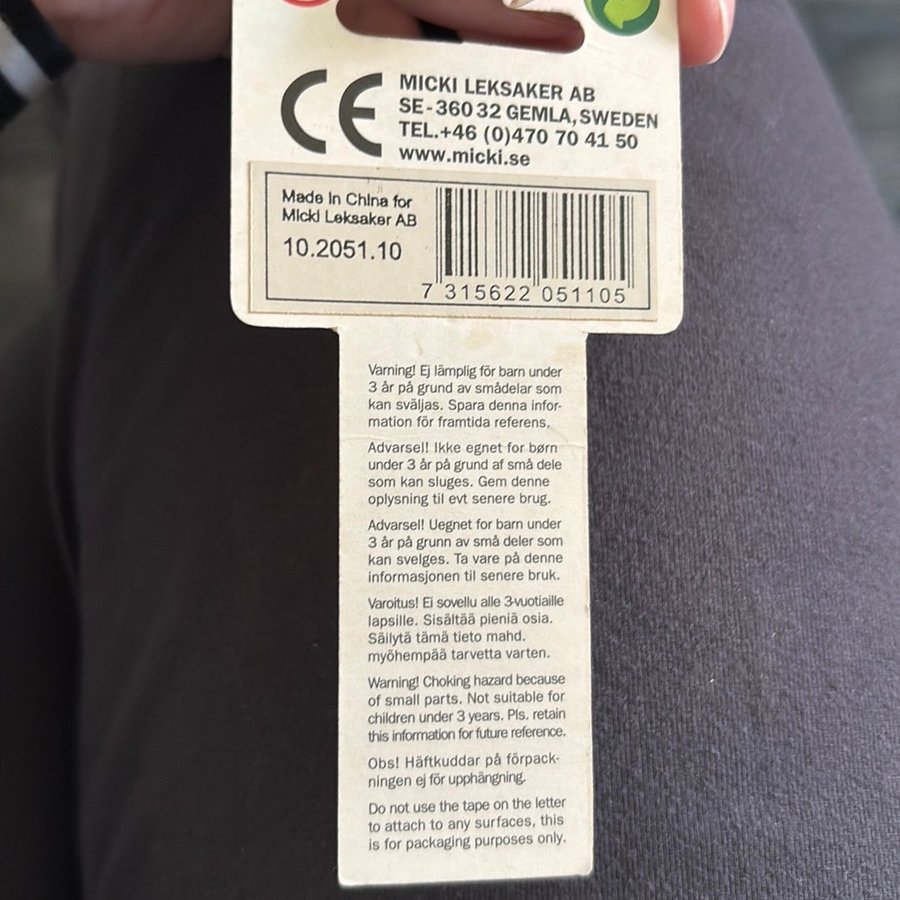 CE
MICKI LEKSAKER AB
SE-360 32 GEMLA, SWEDEN
TEL.+46 (0)470 70 41 50
www.micki.se
Made in China for
Micki Leksaker AB
10.2051.10
7 315622 051105
Varning! Ej lämplig för barn under
3 år på grund av smådelar som
kan sväljas. Spara denna infor-
mation för framtida referens.
Advarsel! Ikke egnet for børn
under 3 år på grund af små dele
som kan sluges. Gem denne
oplysning til evt senere brug.
Advarsel! Uegnet for barn under
3 år på grunn av små deler som
kan svelges. Ta vare på denne
informasjonen til senere bruk.
Varoitus! Ei sovellu alle 3-vuotiaille
lapsille. Sisältää pieniä osia.
Säilytä tämä tieto mahd.
myöhempää tarvetta varten.
Warning! Choking hazard because
of small parts. Not suitable for
children under 3 years. Pls. retain
this information for future reference.
Obs! Häftkuddar på förpack-
ningen ej för upphängning.
Do not use the tape on the letter
to attach to any surfaces, this
is for packaging purposes only.